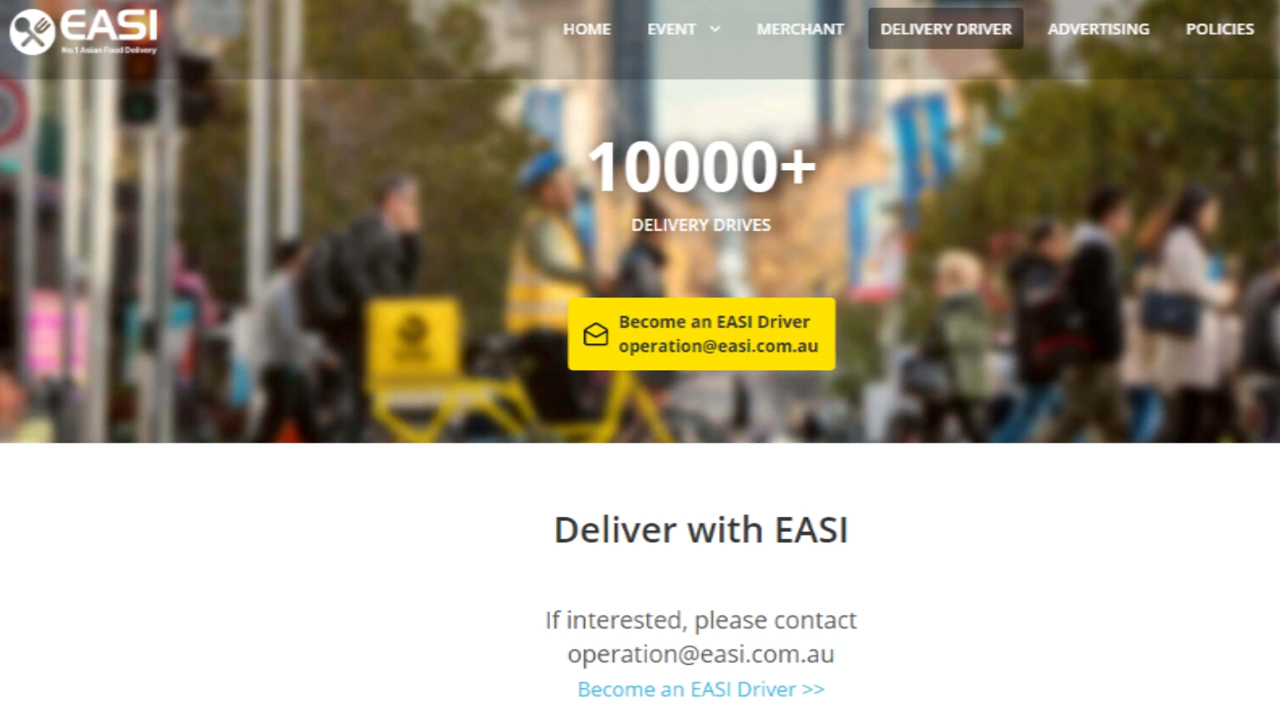 EASI
No.1 Asian Food Delivery
HOME EVENT MERCHANT DELIVERY DRIVER ADVERTISING POLICIES
10000+
DELIVERY DRIVES
Become an EASI Driver
operation@easi.com.au
Deliver with EASI
If interested, please contact
operation@easi.com.au
Become an EASI Driver >>